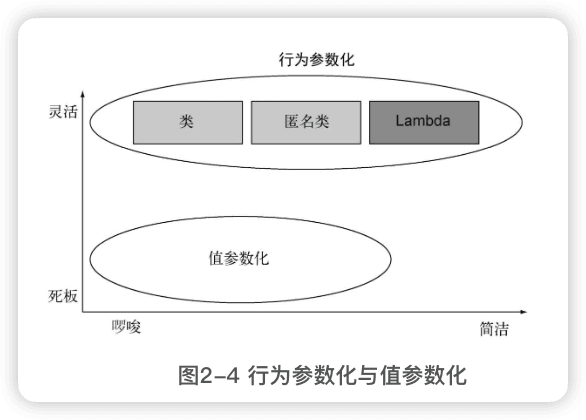 行为参数化
灵活
类
匿名类
Lambda
值参数化
死板
啰唆
简洁
图2-4 行为参数化与值参数化